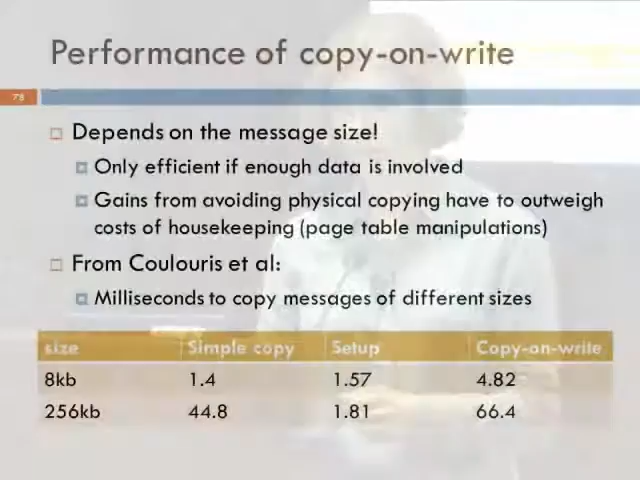 Performance of copy-on-write
78
Depends on the message size!
Only efficient if enough data is involved
Gains from avoiding physical copying have to outweigh
costs of housekeeping (page table manipulations)
From Coulouris et al:
Milliseconds to copy messages of different sizes
size Simple copy Setup Copy-on-write
8kb 1.4 1.57 4.82
256kb 44.8 1.81 66.4